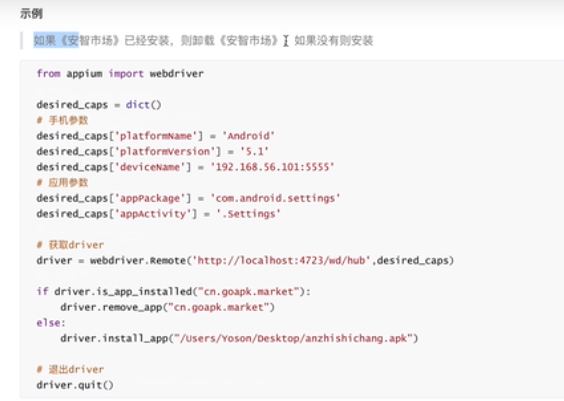 示例
如果《安智市场》已经安装，则卸载《安智市场》，如果没有则安装
from appium import webdriver
desired_caps = dict()
# 手机参数
desired_caps['platformName'] = 'Android'
desired_caps['platformVersion'] = '5.1'
desired_caps['deviceName'] = '192.168.56.101:5555'
# 应用参数
desired_caps['appPackage'] = 'com.android.settings'
desired_caps['appActivity'] = '.Settings'
# 获取driver
driver = webdriver.Remote('http://localhost:4723/wd/hub',desired_caps)
if driver.is_app_installed("cn.goapk.market"):
    driver.remove_app("cn.goapk.market")
else:
    driver.install_app("/Users/Yoson/Desktop/anzhishichang.apk")
# 退出driver
driver.quit()